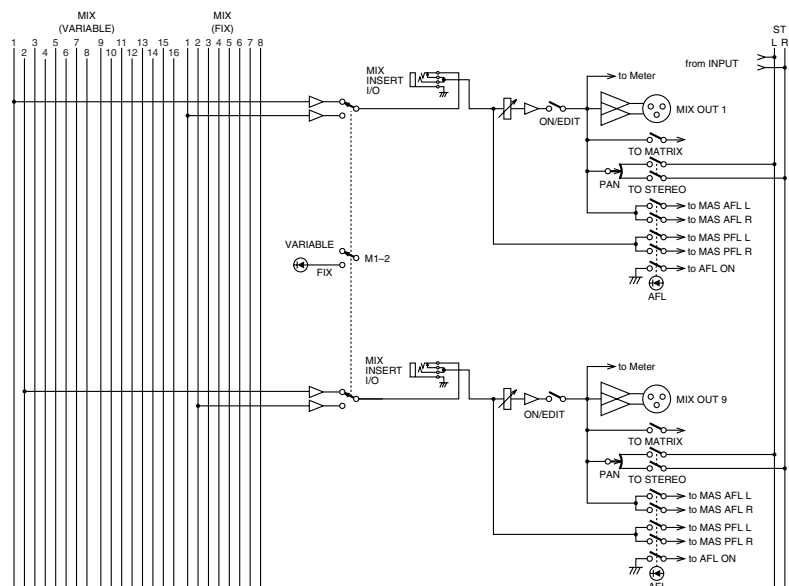 MIX
(VARIABLE)
MIX
(FIX)
ST
L R
1 3 5 7 9 11 13 15
2 4 6 8 10 12 14 16
1 2 3 4 5 6 7 8
from INPUT
MIX
INSERT
I/O
to Meter
ON/EDIT
MIX OUT 1
TO MATRIX
PAN
TO STEREO
to MAS AFL L
to MAS AFL R
to MAS PFL L
to MAS PFL R
to AFL ON
AFL
VARIABLE
M1–2
FIX
MIX
INSERT
I/O
to Meter
ON/EDIT
MIX OUT 9
TO MATRIX
PAN
TO STEREO
to MAS AFL L
to MAS AFL R
to MAS PFL L
to MAS PFL R
to AFL ON
AFL